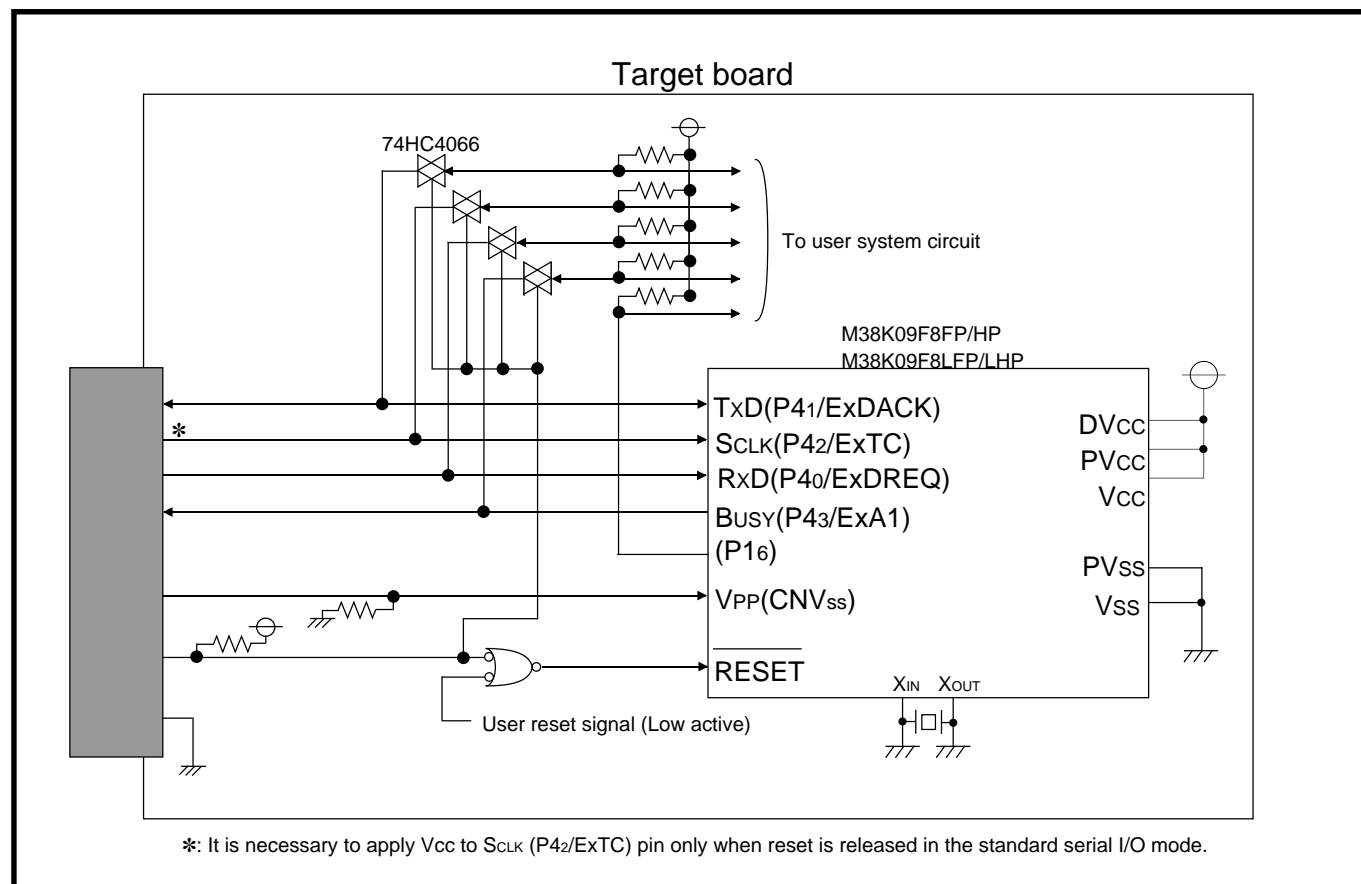 Target board
74HC4066
To user system circuit
M38K09F8FP/HP
M38K09F8LFP/LHP
TXD(P41/ExDACK)
*
SCLK(P42/ExTC)
RXD(P40/ExDREQ)
BUSY(P43/ExA1)
(P16)
VPP(CNVss)
RESET
DVCC
PVCC
VCC
PVSS
VSS
XIN XOUT
User reset signal (Low active)
*: It is necessary to apply Vcc to SCLK (P42/ExTC) pin only when reset is released in the standard serial I/O mode.